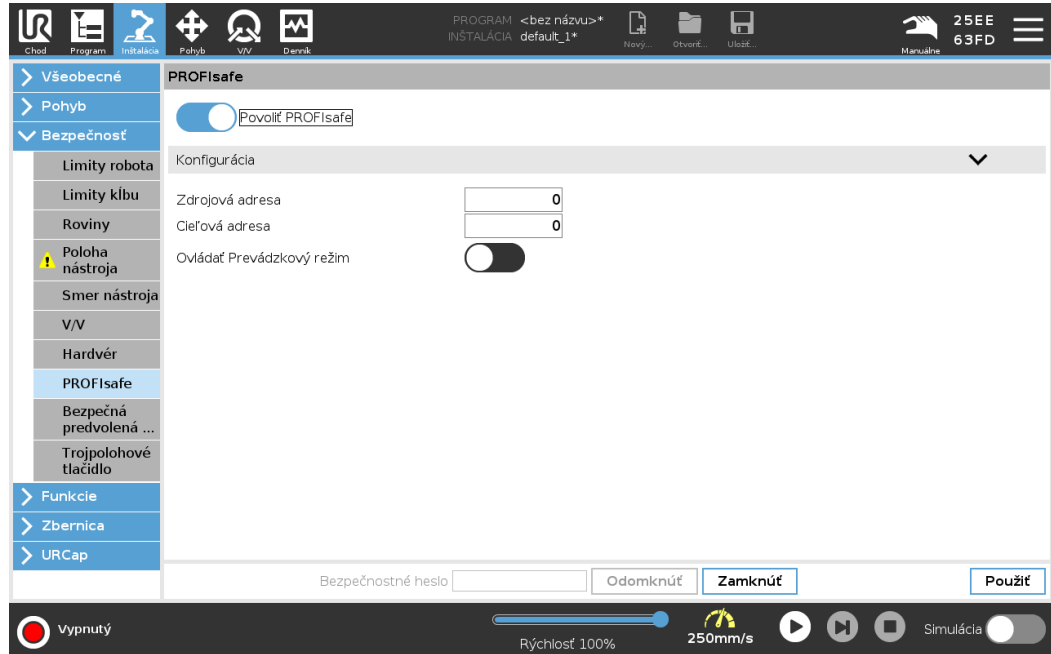 UR
Chod
Program
Inštalácia
Pohyb
V/V
Denník
PROGRAM <bez názvu>*
INŠTALÁCIA default_1*
Nový...
Otvoriť...
Uložiť...
Manuálne
25EE
63FD
Všeobecné
Pohyb
Bezpečnosť
Limity robota
Limity kĺbu
Roviny
Poloha
nástroja
Smer nástroja
V/V
Hardvér
PROFIsafe
Bezpečná
predvolená ...
Trojpolohové
tlačidlo
Funkcie
Zbernica
URCap
PROFIsafe
Povoliť PROFIsafe
Konfigurácia
Zdrojová adresa 0
Cieľová adresa 0
Ovládať Prevádzkový režim
Bezpečnostné heslo Odomknúť Zamknúť Použiť
Vypnutý
Rýchlosť 100%
250mm/s
Simulácia